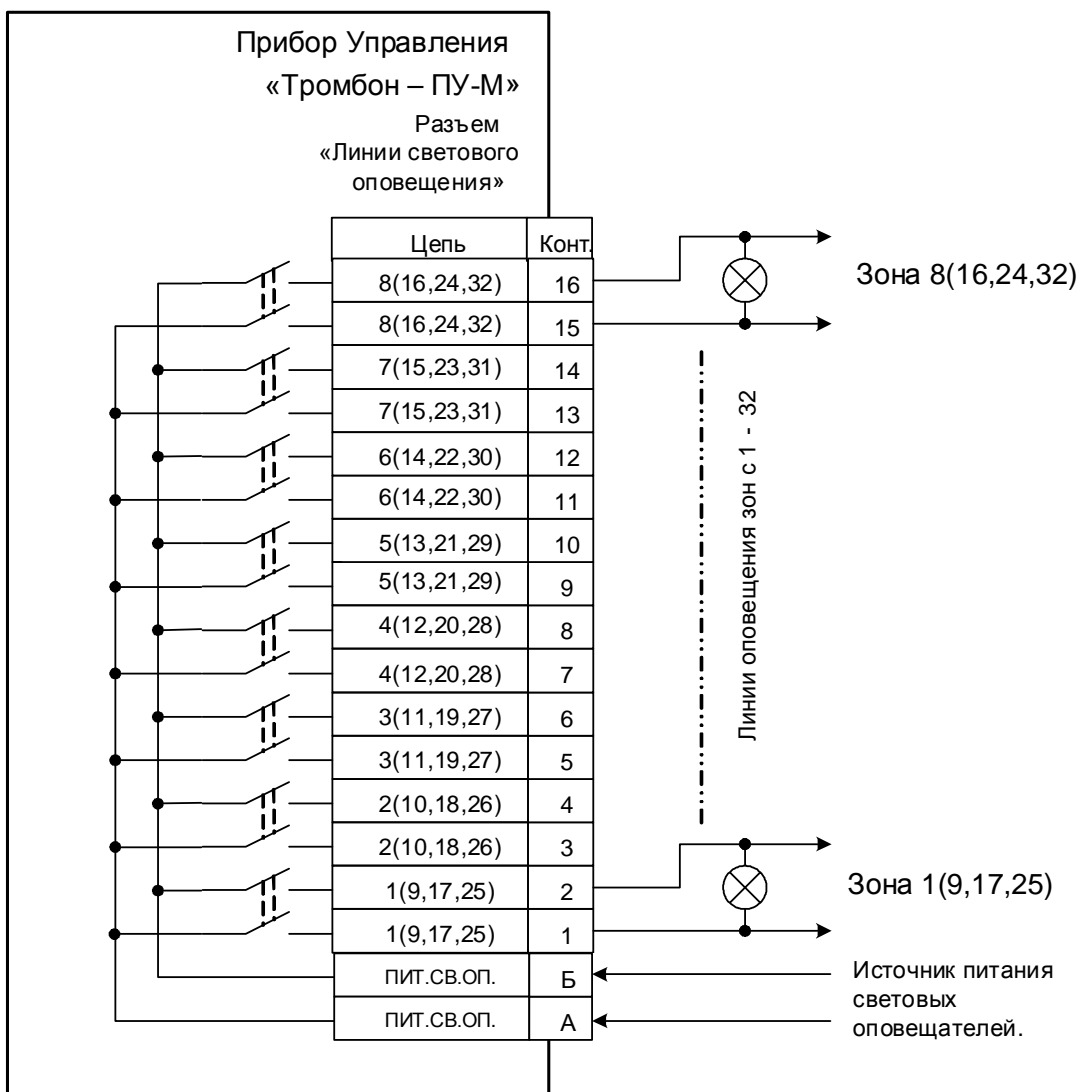 Прибор Управления
«Тромбон – ПУ-М»
Разъем
«Линии светового
оповещения»
Цепь Конт.
8(16,24,32) 16
8(16,24,32) 15
7(15,23,31) 14
7(15,23,31) 13
6(14,22,30) 12
6(14,22,30) 11
5(13,21,29) 10
5(13,21,29) 9
4(12,20,28) 8
4(12,20,28) 7
3(11,19,27) 6
3(11,19,27) 5
2(10,18,26) 4
2(10,18,26) 3
1(9,17,25) 2
1(9,17,25) 1
ПИТ.СВ.ОП. Б
ПИТ.СВ.ОП. А
Зона 8(16,24,32)
Линии оповещения зон с 1 - 32
Зона 1(9,17,25)
Источник питания
световых
оповещателей.